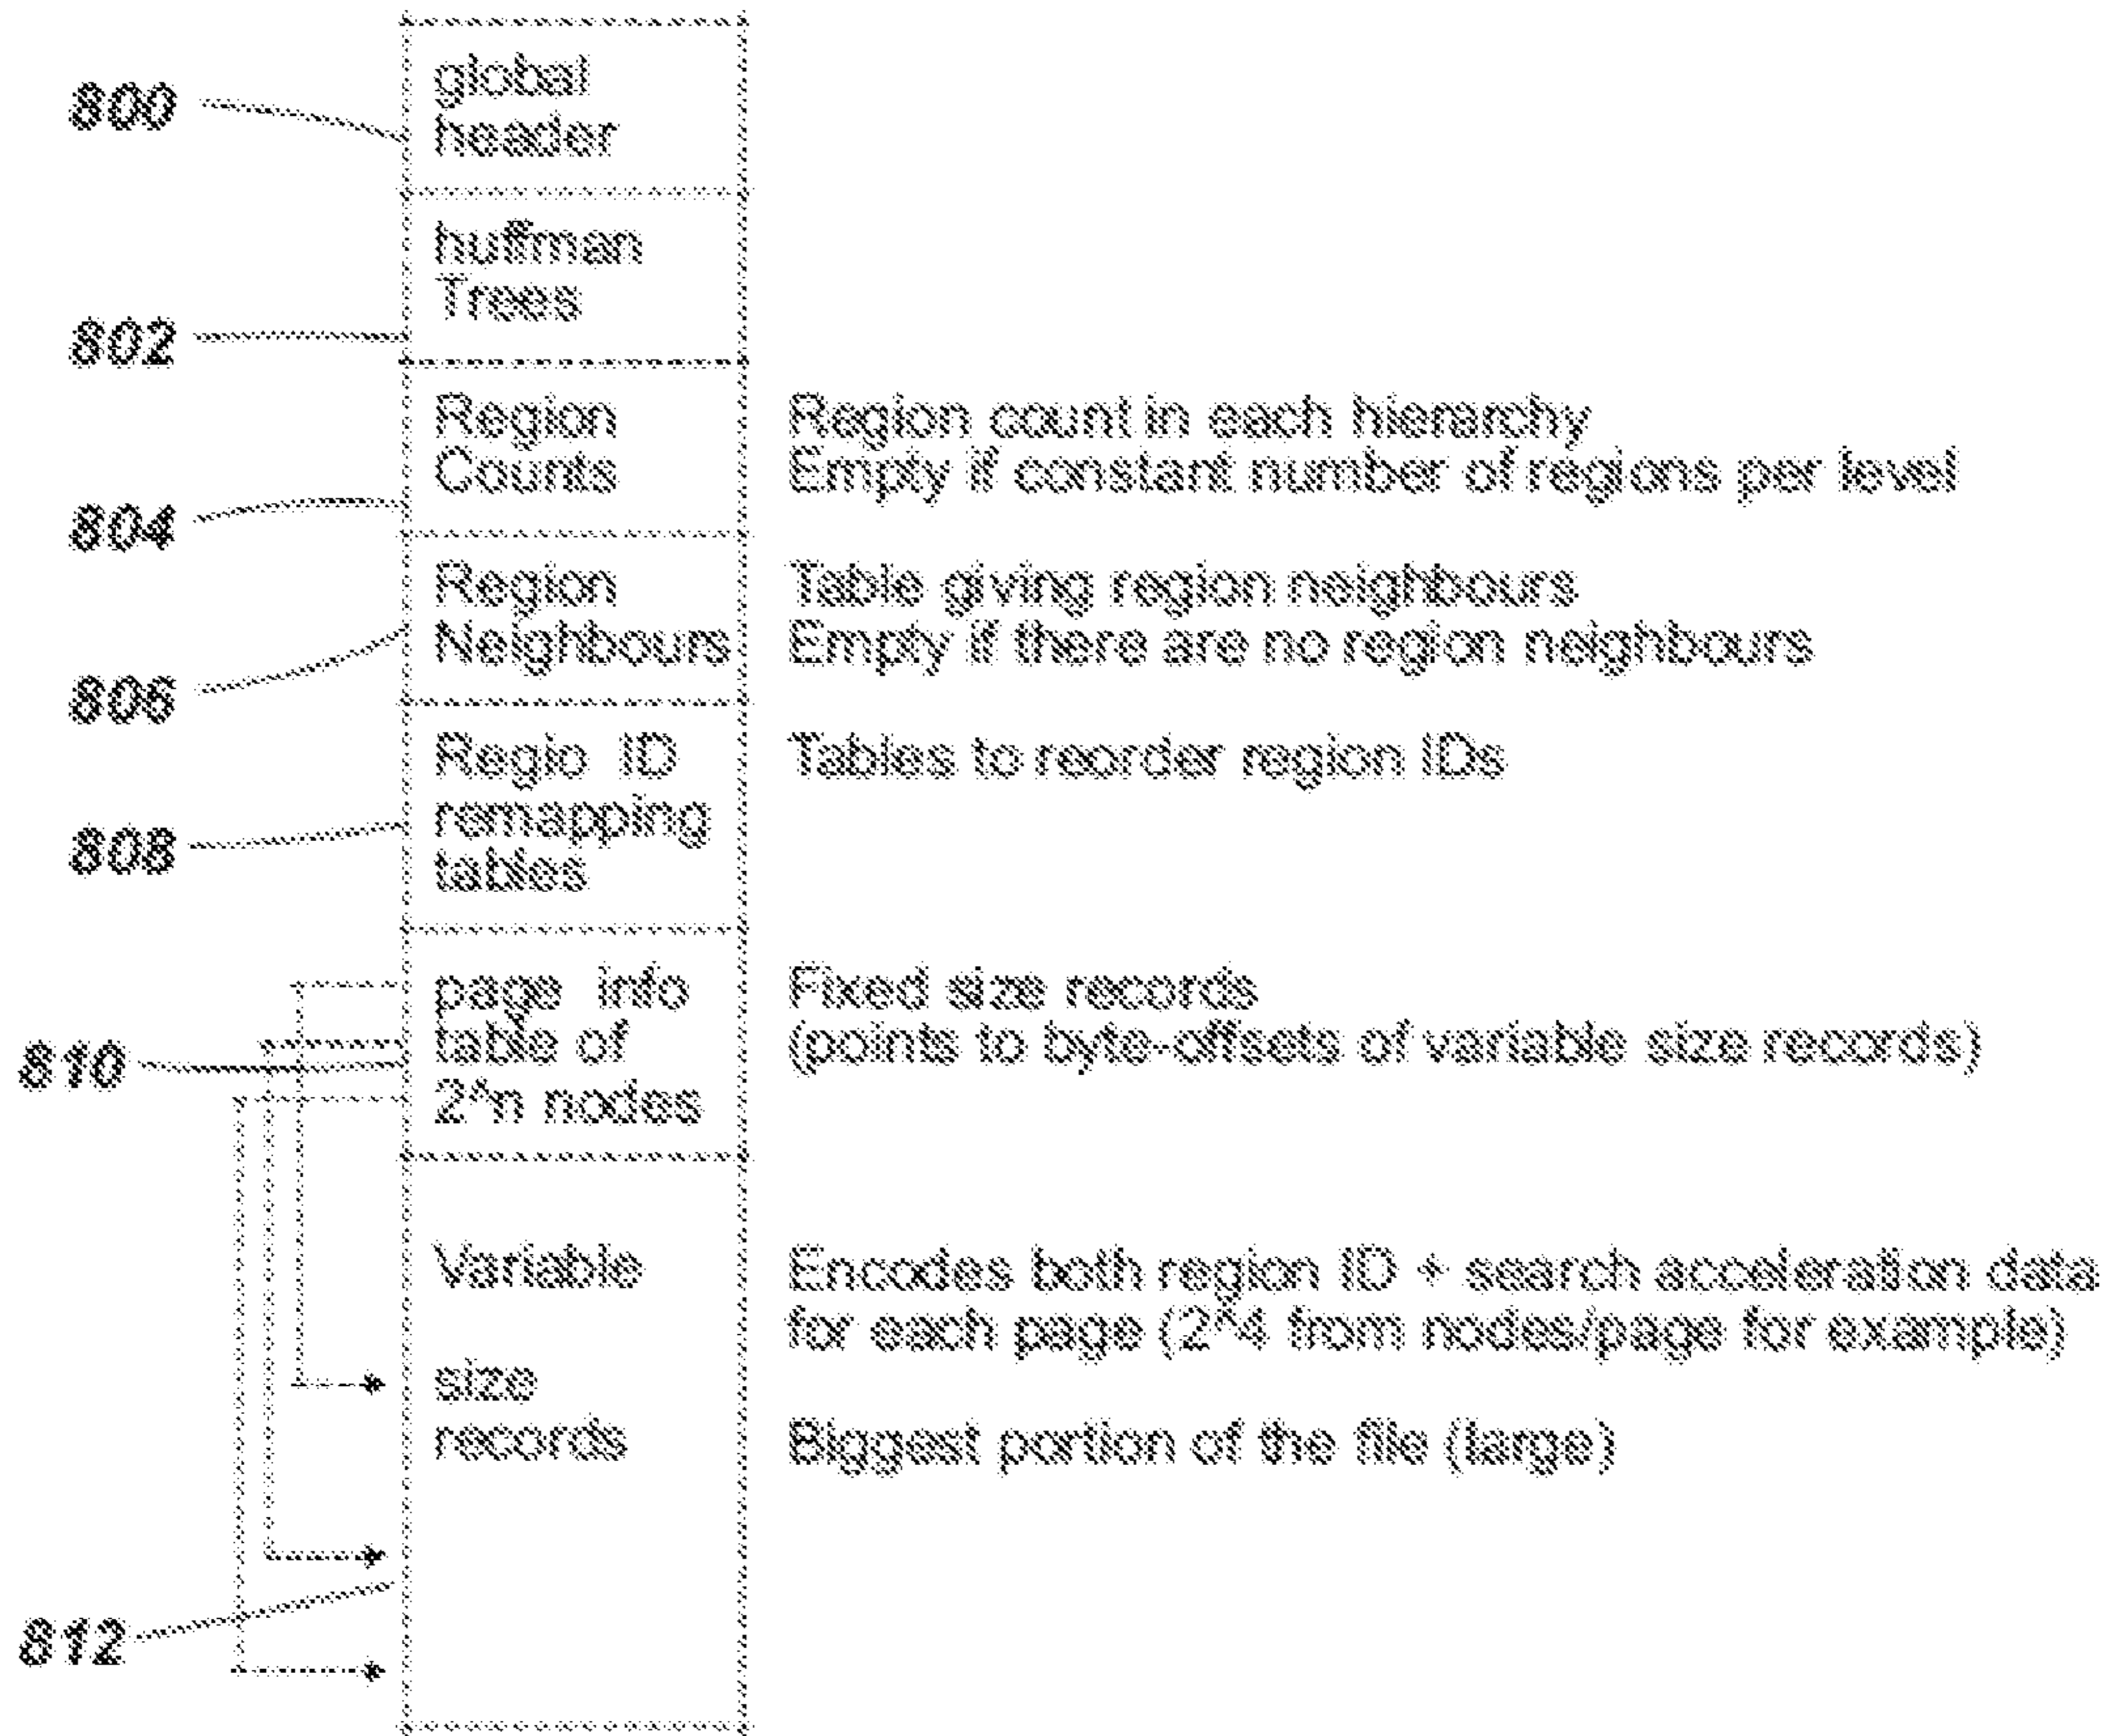 800
global
header
802
huffman
Trees
804
Region
Counts
Region count in each hierarchy
Empty if constant number of regions per level
806
Region
Neighbours
Table giving region neighbours
Empty if there are no region neighbours
808
Regio ID
remapping
tables
Tables to reorder region IDs
810
page info
table of
2^n nodes
Fixed size records
(points to byte-offsets of variable size records)
812
Variable
size
records
Encodes both region ID + search acceleration data
for each page (2^4 from nodes/page for example)
Biggest portion of the file (large)